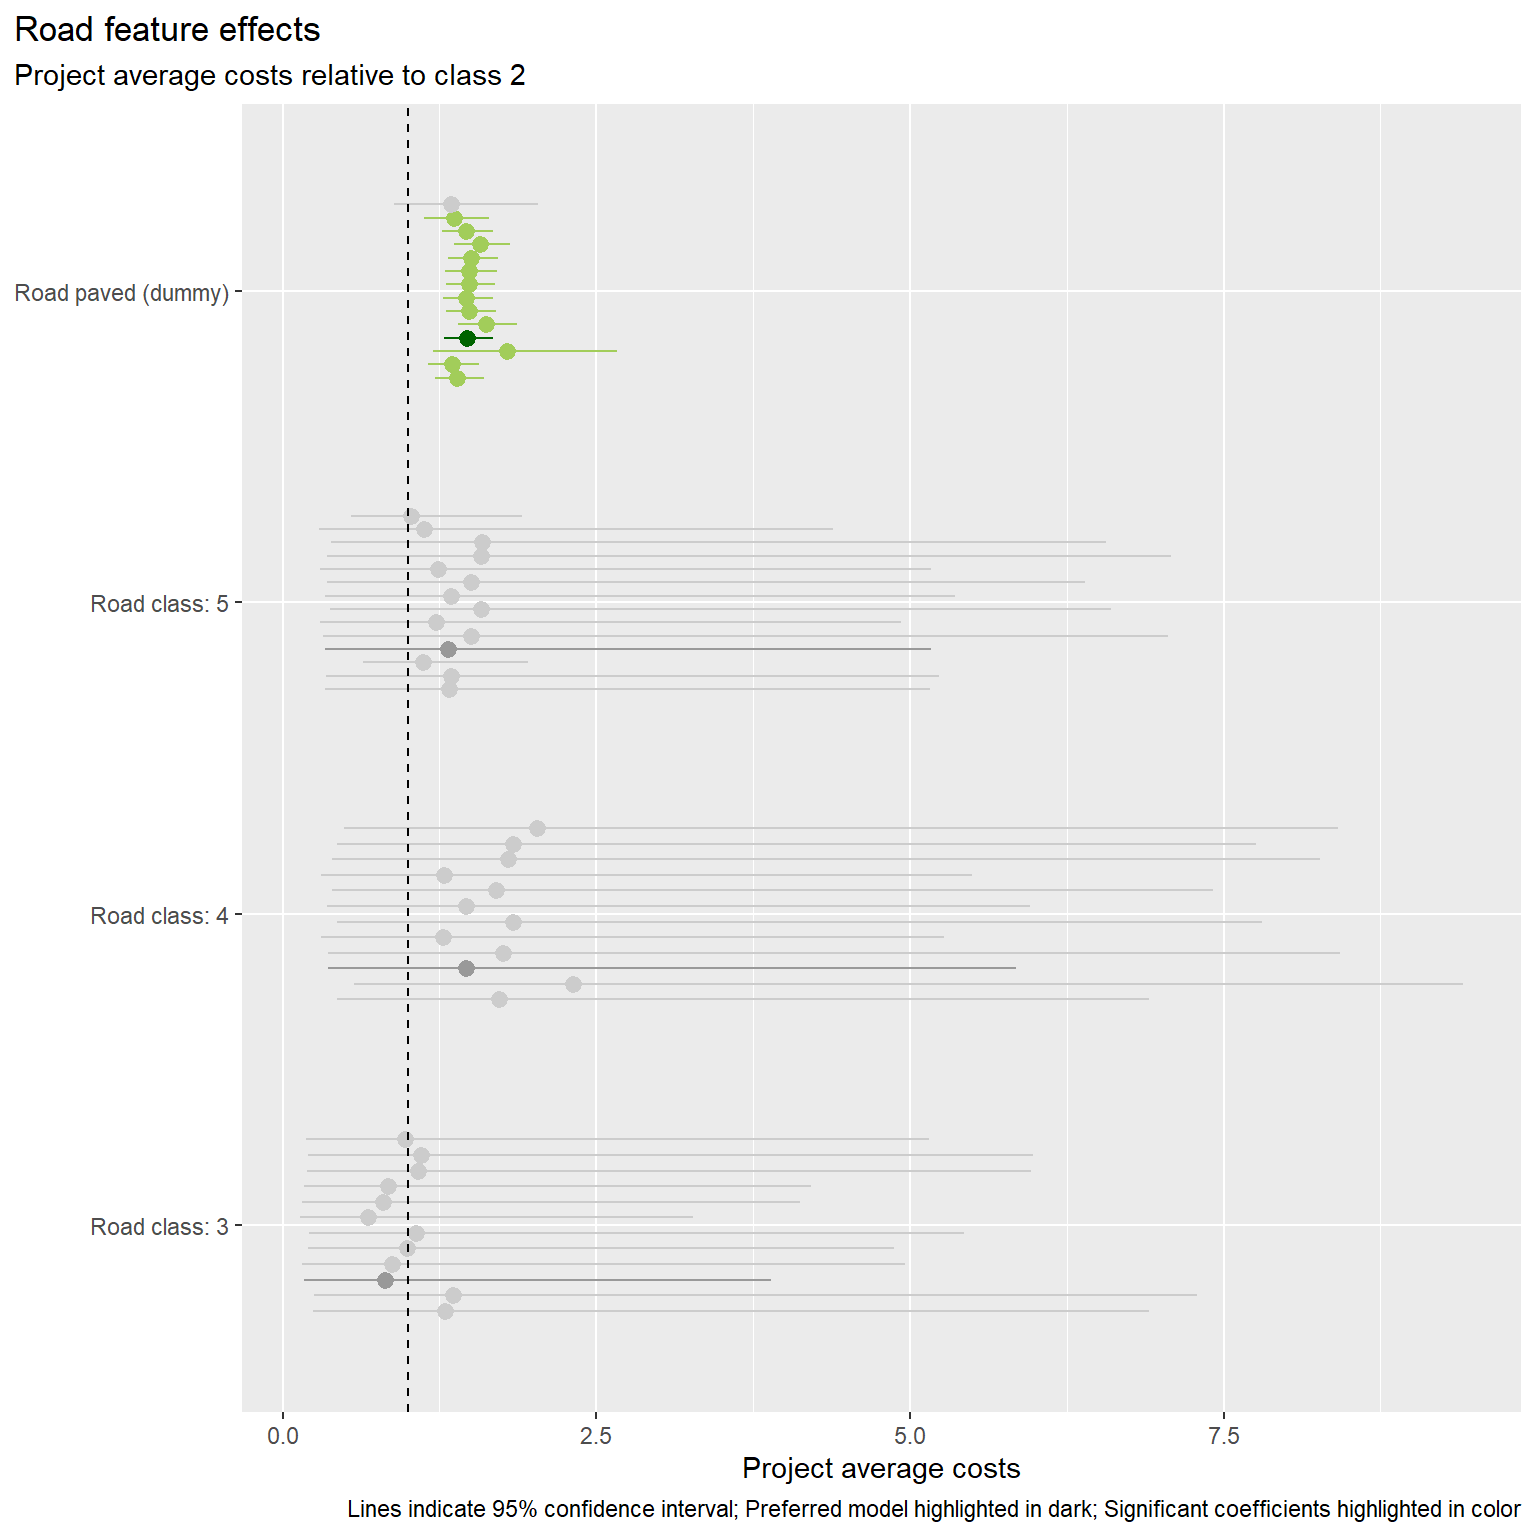 Road feature effects
Project average costs relative to class 2
Road paved (dummy)
Road class: 5
Road class: 4
Road class: 3
0.0 2.5 5.0 7.5
Project average costs
Lines indicate 95% confidence interval; Preferred model highlighted in dark; Significant coefficients highlighted in color